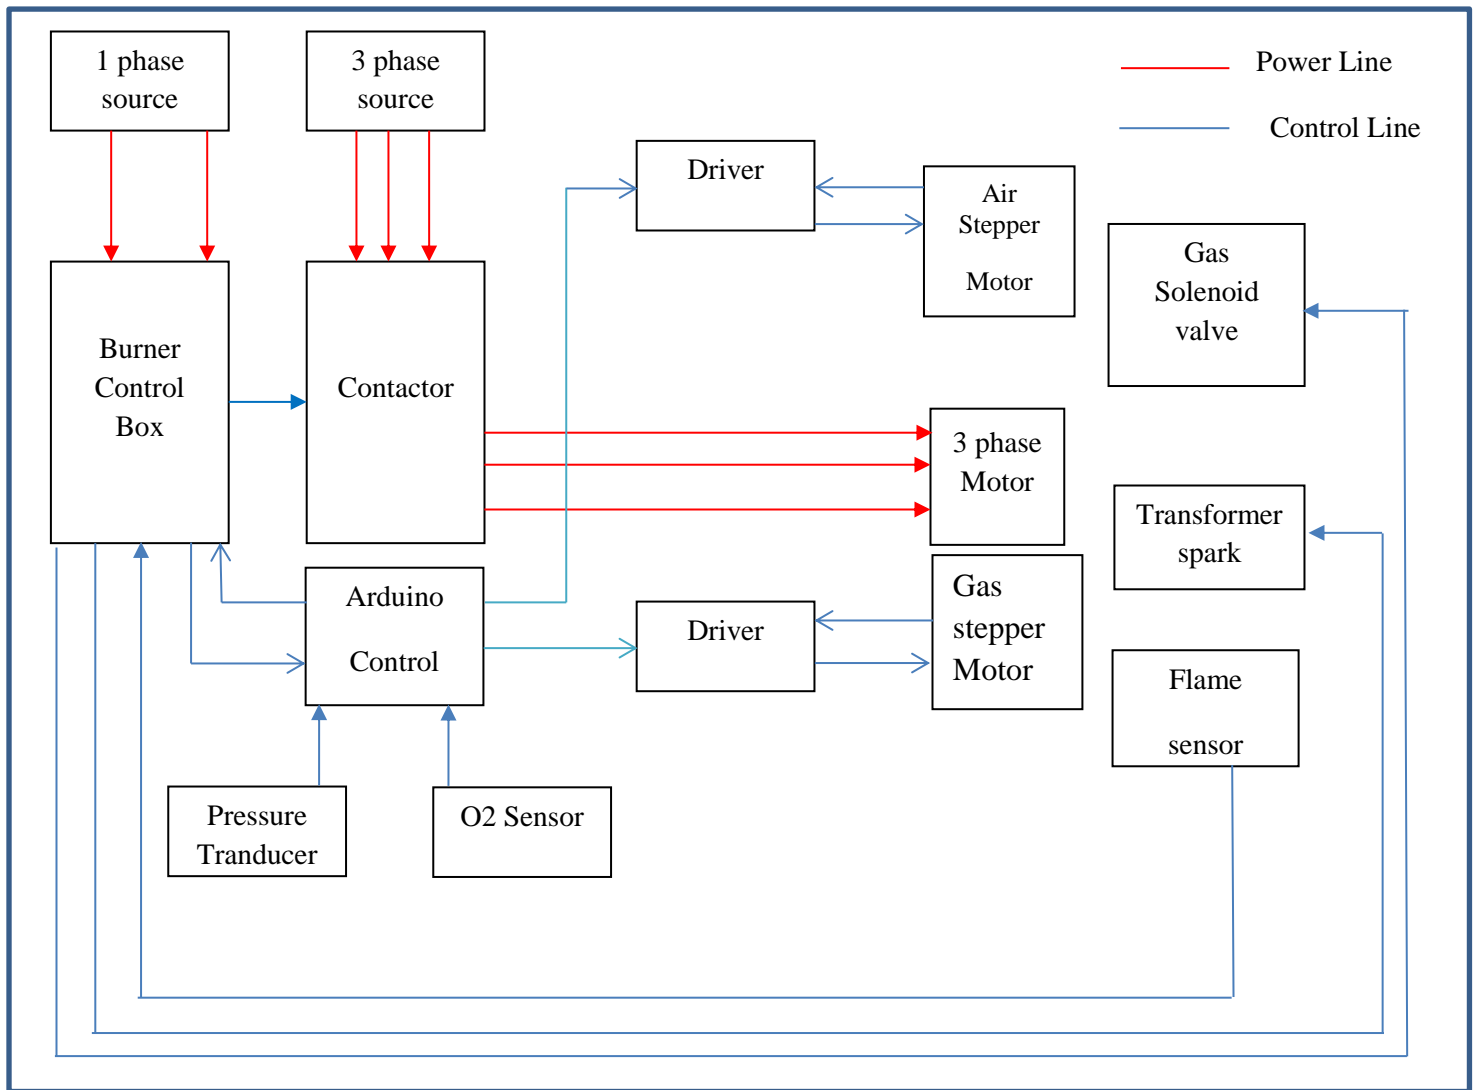 1 phase
source
3 phase
source
Power Line
Control Line
Driver
Air
Stepper
Motor
Gas
Solenoid
valve
Burner
Control
Box
Contactor
3 phase
Motor
Transformer
spark
Arduino
Control
Driver
Gas
stepper
Motor
Flame
sensor
Pressure
Tranducer
O2 Sensor